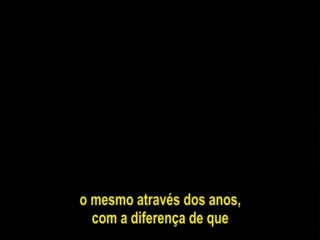 o mesmo através dos anos,
com a diferença de que